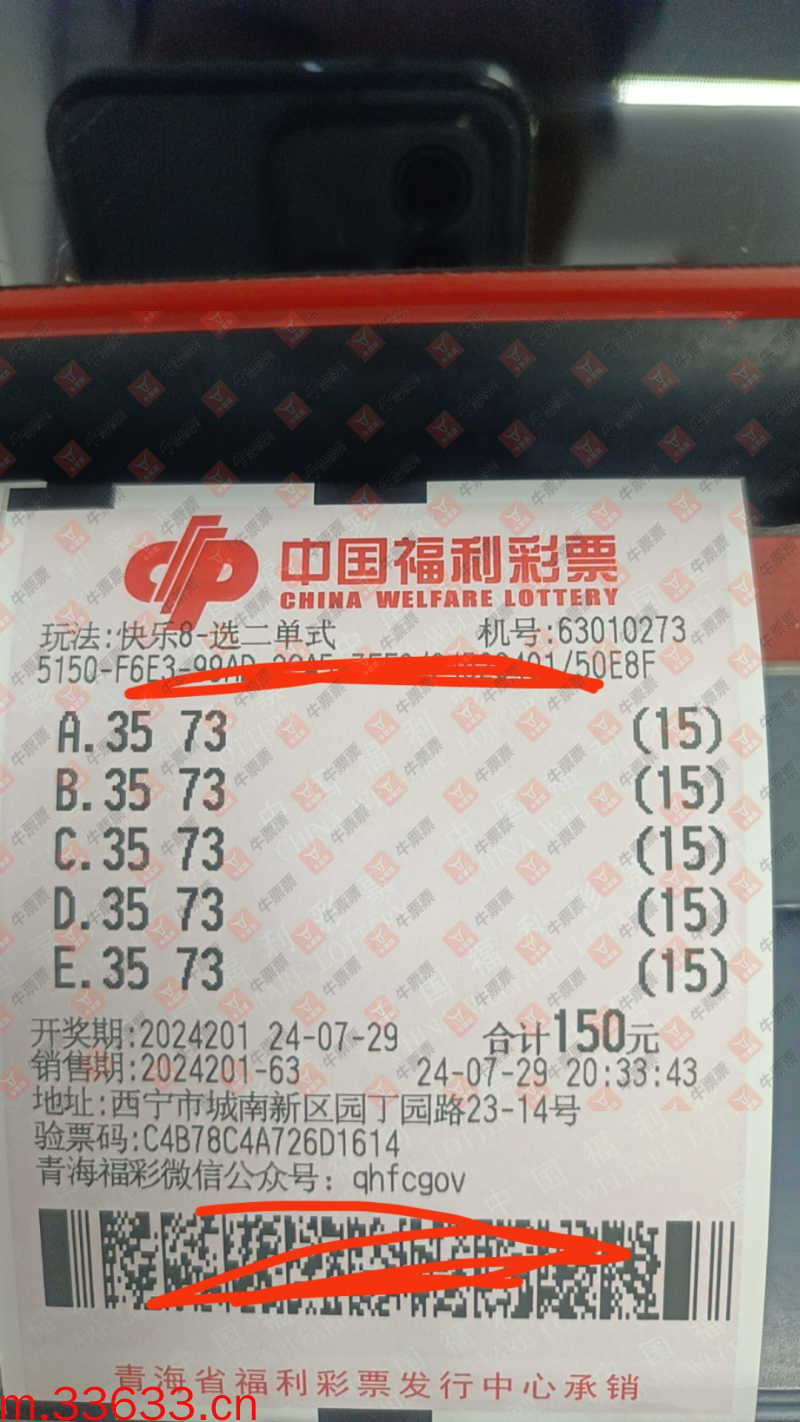 中国福利彩票
CHINA WELFARE LOTTERY
玩法:快乐8-选二单式 机号:63010273
5150-F6E3- /50E8F
A.35 73 (15)
B.35 73 (15)
C.35 73 (15)
D.35 73 (15)
E.35 73 (15)
开奖期:2024201 24-07-29 合计150元
销售期:2024201-63 24-07-29 20:33:43
地址:西宁市城南新区园丁园路23-14号
验票码:C4B78C4A726D1614
青海福彩微信公众号: qhfcgov
青海省福利彩票发行中心承销
m.33633.cn
牛票票